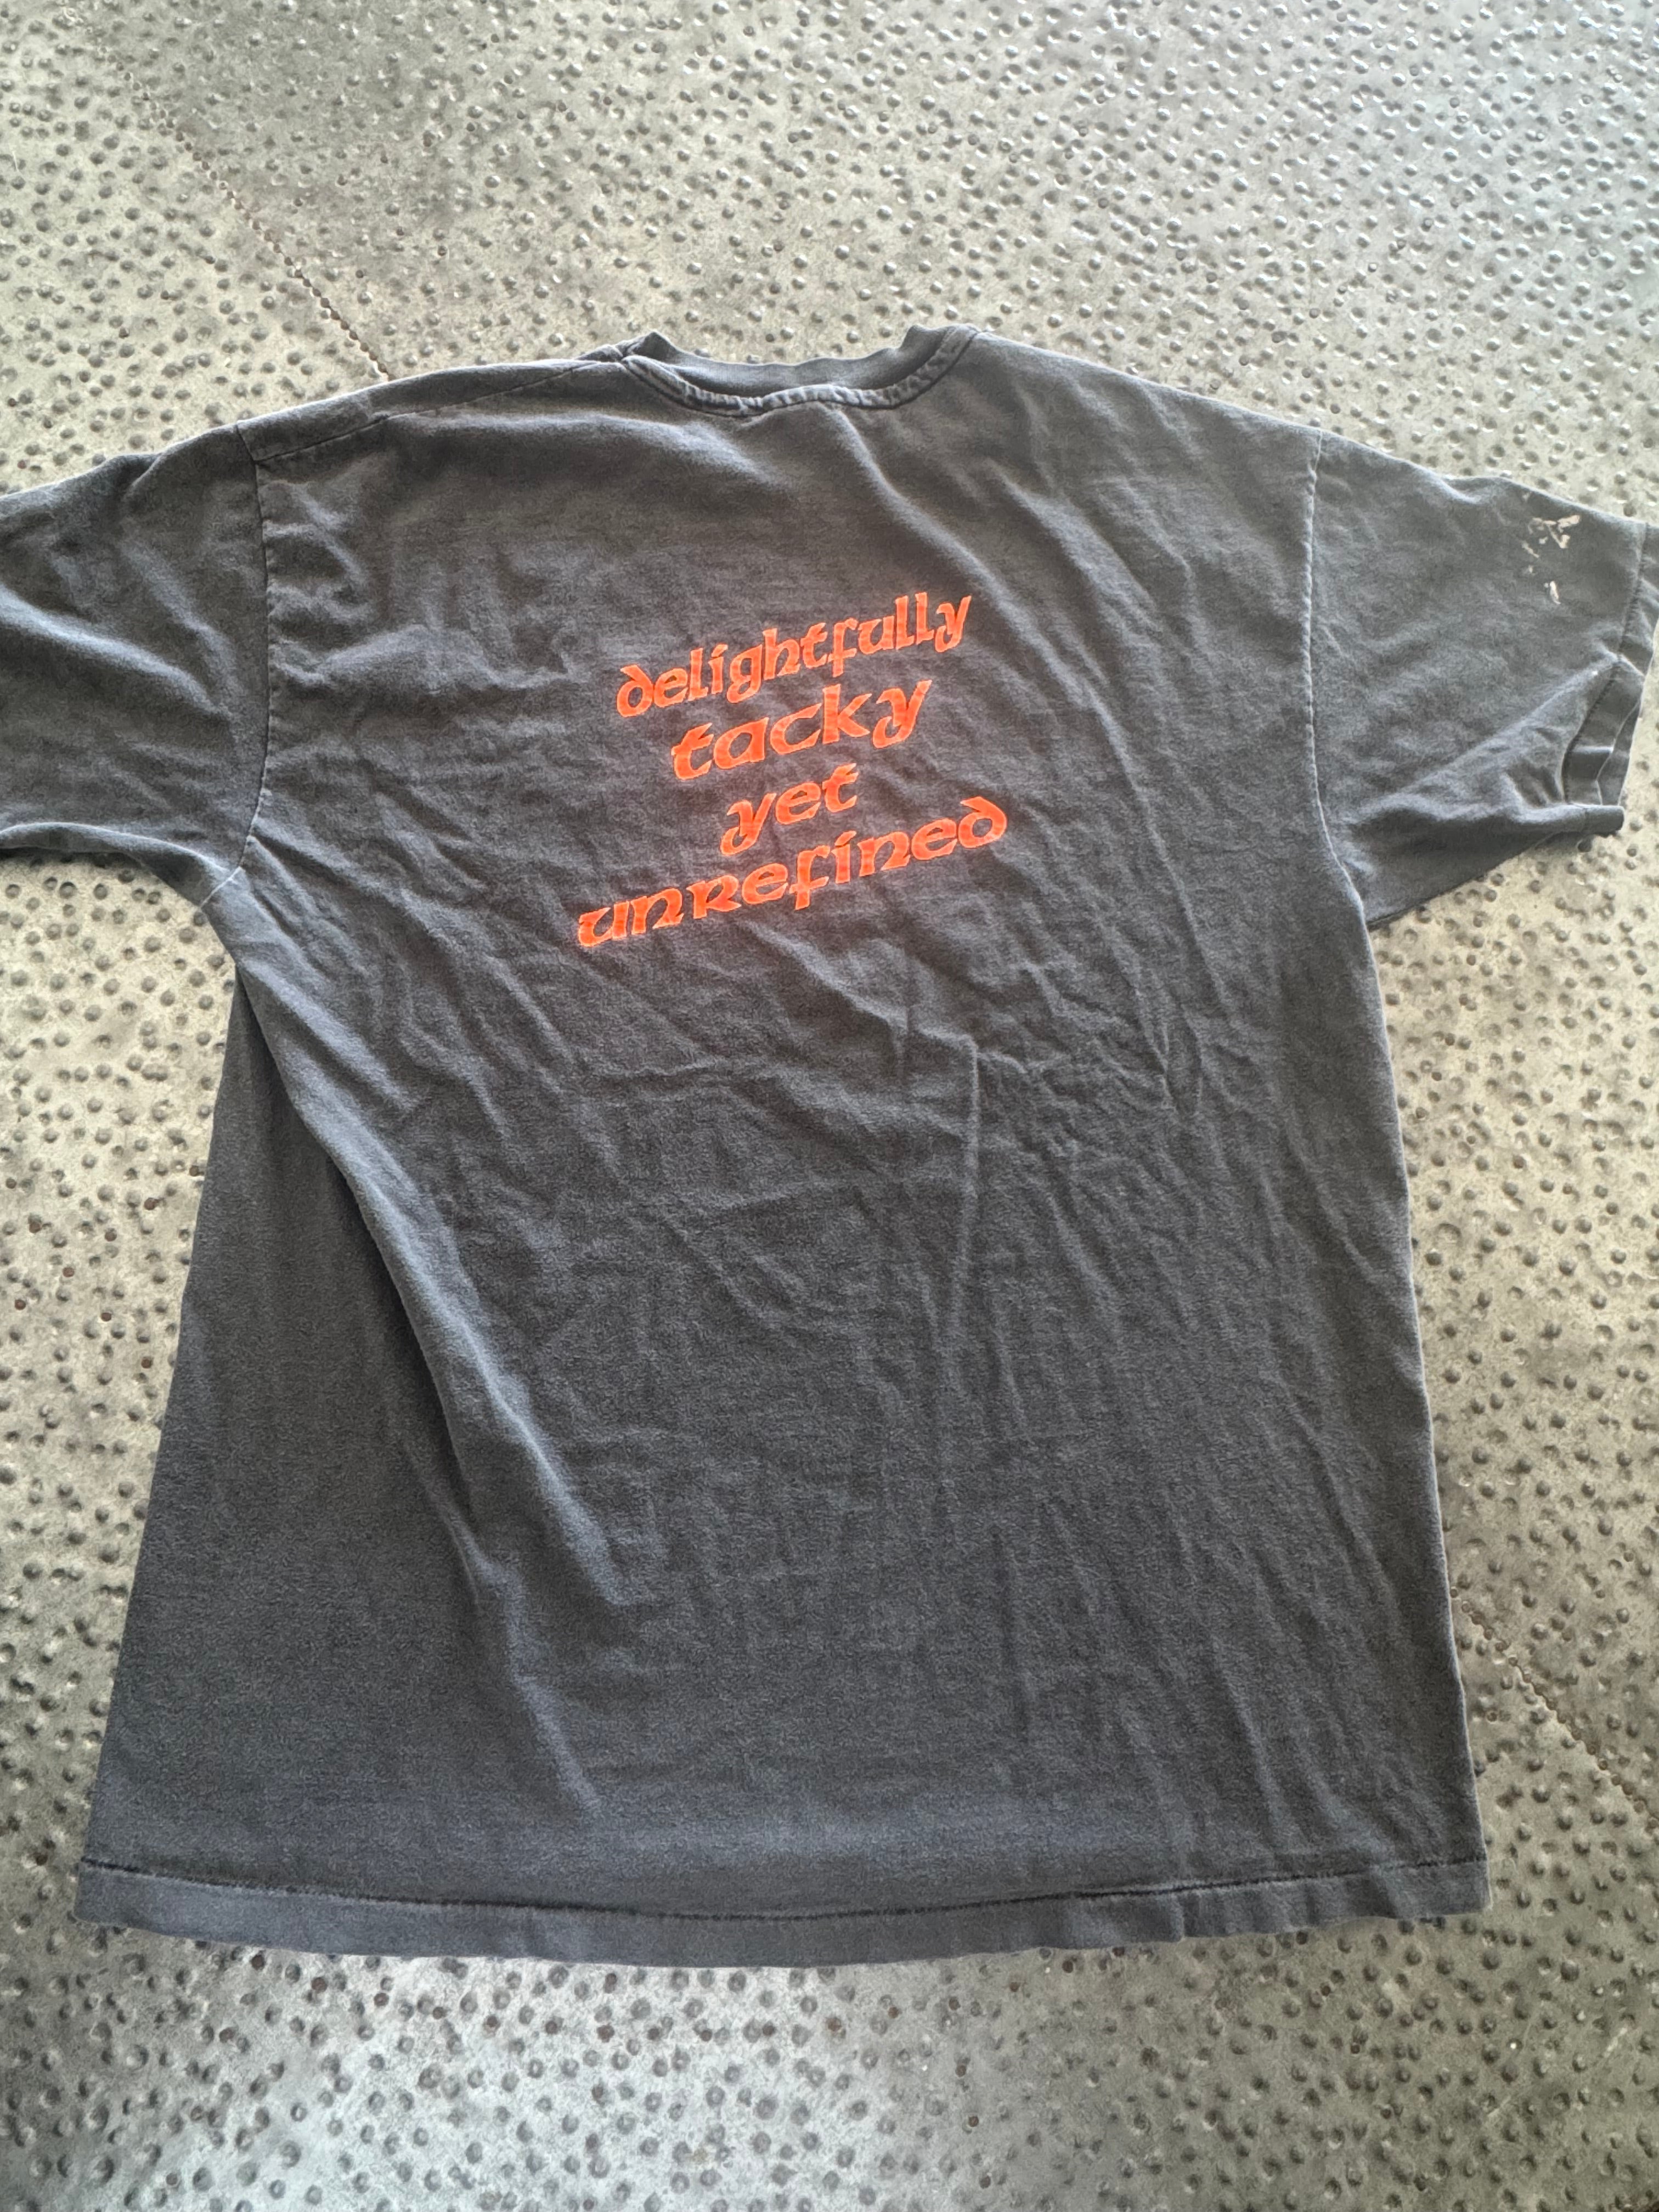 delightfully
tacky
yet
unrefined